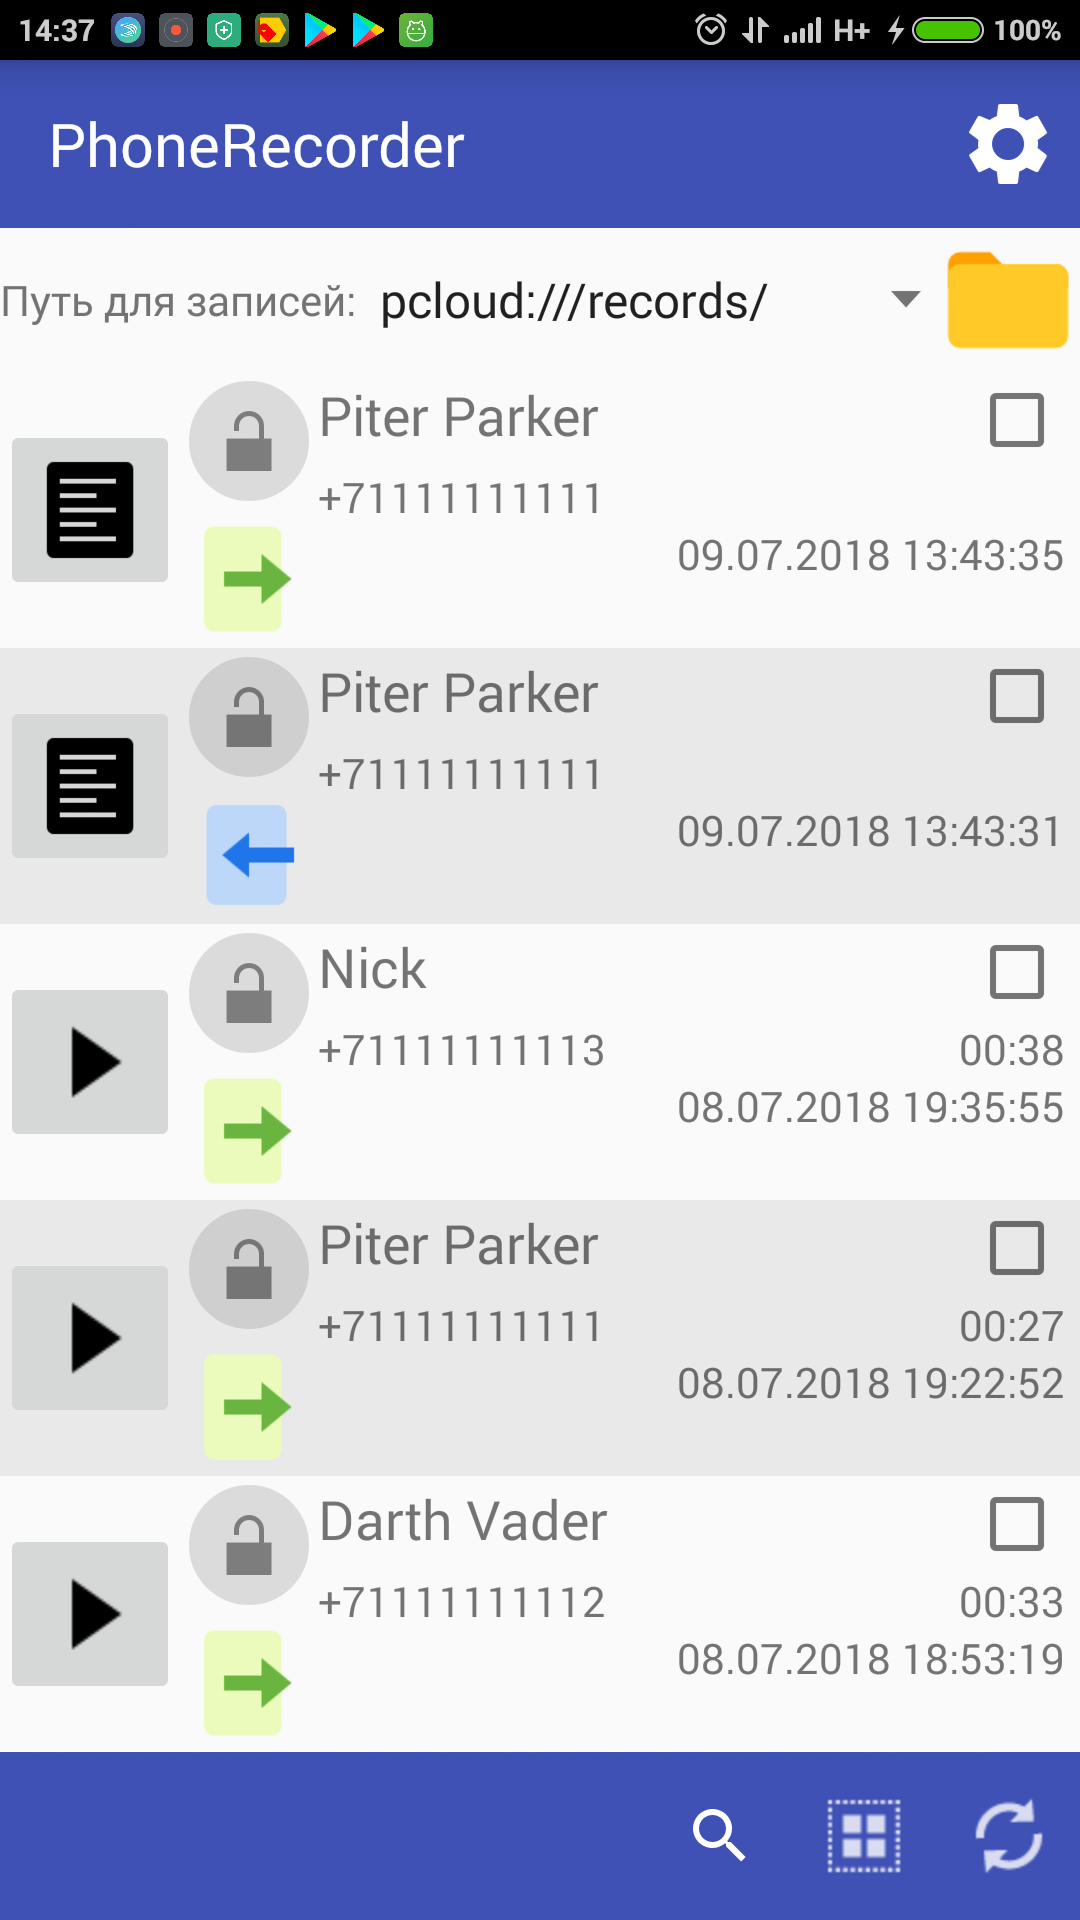 14:37 H+ 100%
PhoneRecorder
Путь для записей: pcloud:///records/
Piter Parker
+71111111111
09.07.2018 13:43:35
Piter Parker
+71111111111
09.07.2018 13:43:31
Nick
+71111111113 00:38
08.07.2018 19:35:55
Piter Parker
+71111111111 00:27
08.07.2018 19:22:52
Darth Vader
+71111111112 00:33
08.07.2018 18:53:19